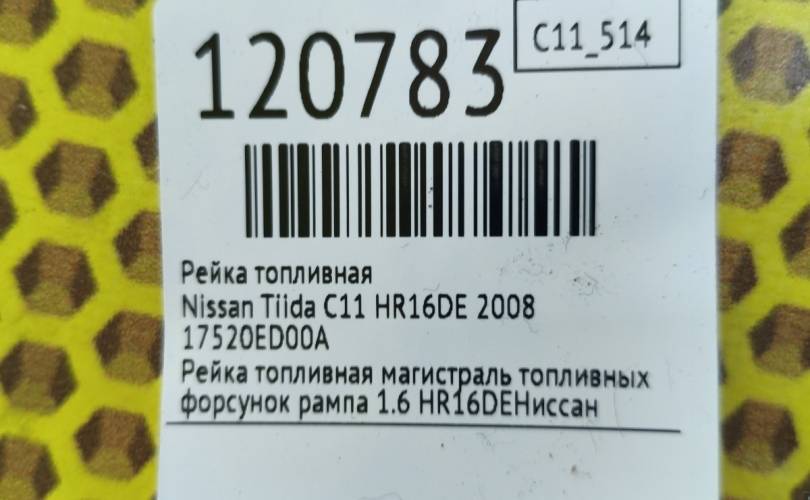 120783
C11_514
Рейка топливная
Nissan Tiida C11 HR16DE 2008
17520ED00A
Рейка топливная магистраль топливных
форсунок рампа 1.6 HR16DEНиссан